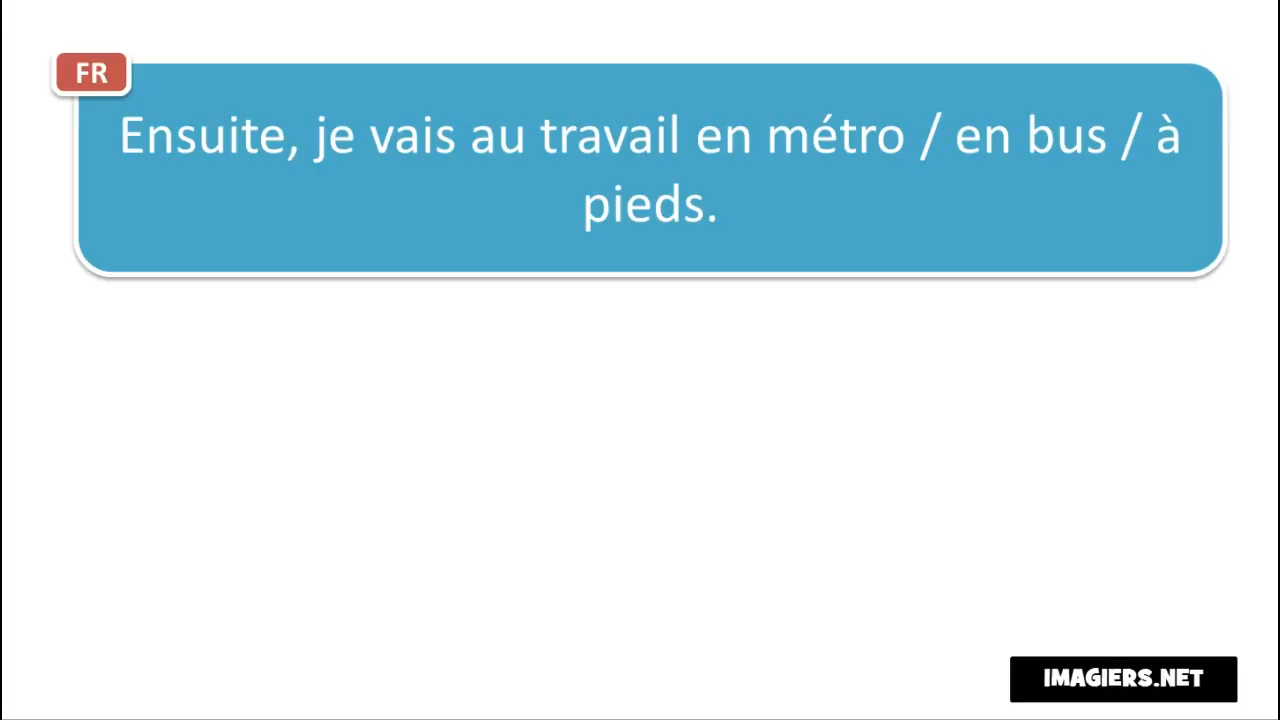 FR
Ensuite, je vais au travail en métro / en bus / à
pieds.
IMAGIERS.NET